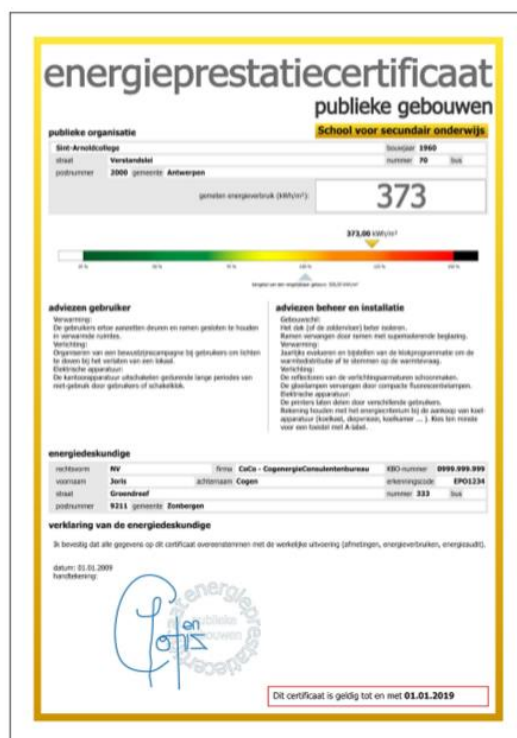 energieprestatiecertificaat
publieke gebouwen
publieke organisatie School voor secundair onderwijs
Sint-Arnoldcollege bouwjaar 1960
straat Verstandslei nummer 70 bus
postnummer 2000 gemeente Antwerpen
gemeten energieverbruik (kWh/m²): 373
373,00 kWh/m²
adviezen gebruiker
Verwarming:
De gebruikers ertoe aanzetten deuren en ramen gesloten te houden
in verwarmde ruimtes.
Verlichting:
Organiseren van een bewustmakingscampagne bij gebruikers om lichten
te doven bij het verlaten van een lokaal.
Elektrische apparatuur:
De kantoorapparatuur uitschakelen gedurende lange periodes van
niet-gebruik door gebruikers of schakelklok.
adviezen beheer en installatie
Gebouwschil:
Het dak (of de zoldervloer) beter isoleren.
Ramen vervangen door ramen met superisolerende beglazing.
Verwarming:
Jaarlijks evalueren en bijstellen van de klokprogrammatie om de
warmtedistributie af te stemmen op de warmtevraag.
Verlichting:
De reflectoren van de verlichtingsarmaturen schoonmaken.
De gloeilampen vervangen door compacte fluorescentielampen.
Elektrische apparatuur:
De printers laten delen door verschillende gebruikers.
Rekening houden met het energiecriterium bij de aankoop van koel-
apparatuur (koelkast, diepvriezer, koelkamer ... ). Kies ten minste
voor een toestel met A-label.
energiedeskundige
rechtsvorm NV firma CoCo - CogenergieConsulentenbureau KBO-nummer 0999.999.999
voornaam Joris achternaam Cogen erkenningscode EP01234
straat Groendreef nummer 333 bus
postnummer 9211 gemeente Zonbergen
verklaring van de energiedeskundige
Ik bevestig dat alle gegevens op dit certificaat overeenstemmen met de werkelijke uitvoering (afmetingen, energieverbruiken, energieaudit).
datum: 01.01.2009
handtekening:
energieprestatiecertificaat
publieke
gebouwen
Dit certificaat is geldig tot en met 01.01.2019